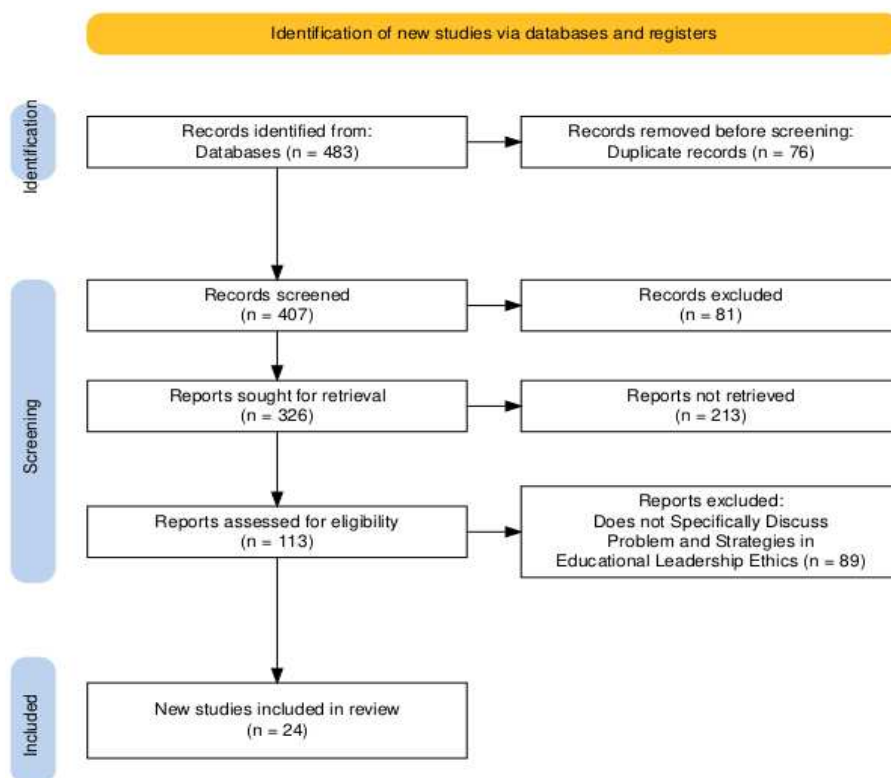 Identification of new studies via databases and registers
Identification
Records identified from:
Databases (n = 483)
Records removed before screening:
Duplicate records (n = 76)
Screening
Records screened
(n = 407)
Records excluded
(n = 81)
Reports sought for retrieval
(n = 326)
Reports not retrieved
(n = 213)
Reports assessed for eligibility
(n = 113)
Reports excluded:
Does not Specifically Discuss
Problem and Strategies in
Educational Leadership Ethics (n = 89)
Included
New studies included in review
(n = 24)